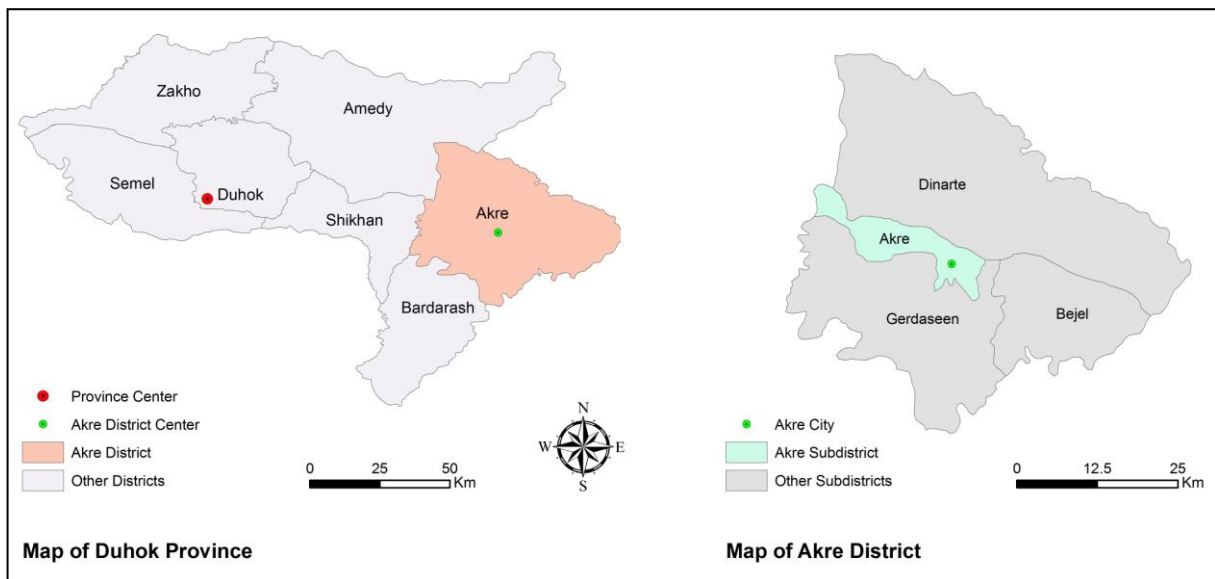 Zakho
Amedy
Semel
Duhok
Shikhan
Akre
Bardarash
Province Center
Akre District Center
Akre District
Other Districts
0 25 50
Km
N
W E
S
Map of Duhok Province
Dinarte
Akre
Gerdaseen
Bejel
Akre City
Akre Subdistrict
Other Subdistricts
0 12.5 25
Km
Map of Akre District